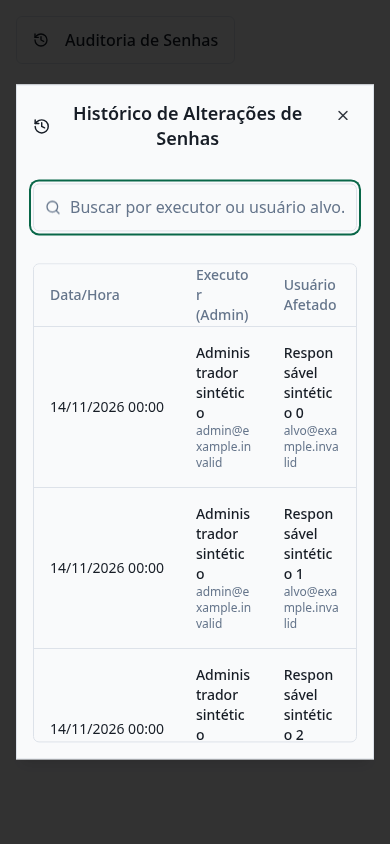 Auditoria de Senhas
Histórico de Alterações de
Senhas
Buscar por executor ou usuário alvo.
Data/Hora
Executo
r
(Admin)
Usuário
Afetado
14/11/2026 00:00
Adminis
trador
sintétic
o
admin@e
xample.in
valid
Respon
sável
sintétic
o 0
alvo@exa
mple.inva
lid
14/11/2026 00:00
Adminis
trador
sintétic
o
admin@e
xample.in
valid
Respon
sável
sintétic
o 1
alvo@exa
mple.inva
lid
14/11/2026 00:00
Adminis
trador
sintétic
o
Respon
sável
sintétic
o 2